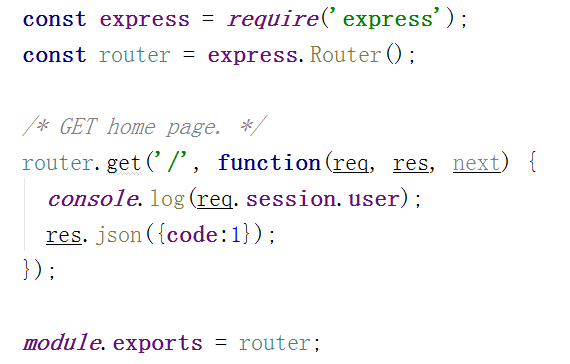 const express = require('express');
const router = express.Router();
/* GET home page. */
router.get('/', function(req, res, next) {
console.log(req.session.user);
res.json({code:1});
});
module.exports = router;